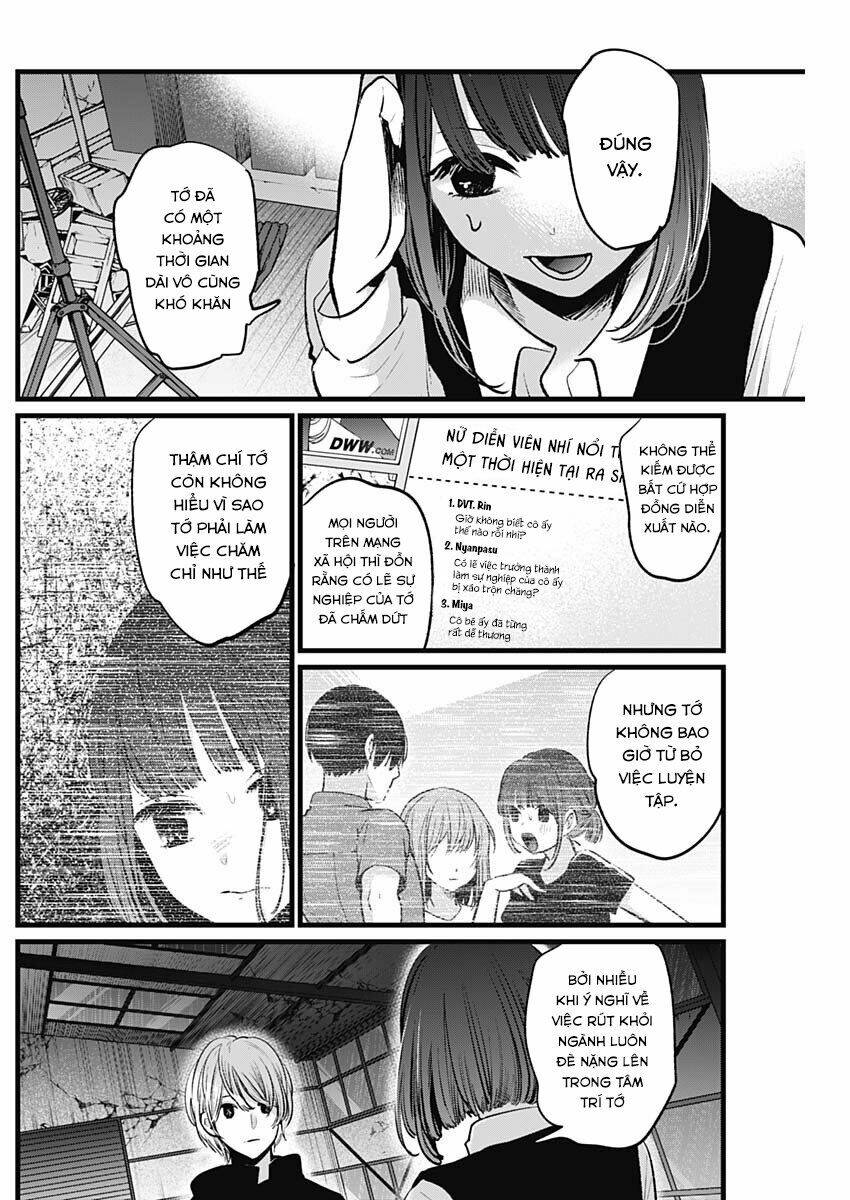 ĐÚNG
VẬY.
TỚ ĐÃ
CÓ MỘT
KHOẢNG
THỜI GIAN
DÀI VÔ CÙNG
KHÓ KHĂN
KHÔNG THỂ
KIẾM ĐƯỢC
BẤT CỨ HỢP
ĐỒNG DIỄN
XUẤT NÀO.
DWW.COM
NỮ DIỄN VIÊN NHÍ NỔI T
MỘT THỜI HIỆN TẠI RA S
1. DVT. Rin
Giờ không biết cô ấy
thế nào rồi nhỉ?
2. Nyanpasu
Có lẽ việc trưởng thành
làm sự nghiệp của cô ấy
bị xáo trộn chăng?
3. Miya
Cô bé ấy đã từng
rất dễ thương
MỌI NGƯỜI
TRÊN MẠNG
XÃ HỘI THÌ ĐỒN
RẰNG CÓ LẼ SỰ
NGHIỆP CỦA TỚ
ĐÃ CHẤM DỨT
NHƯNG TỚ
KHÔNG BAO
GIỜ TỪ BỎ
VIỆC LUYỆN
TẬP.
THẬM CHÍ TỚ
CÒN KHÔNG
HIỂU VÌ SAO
TỚ PHẢI LÀM
VIỆC CHĂM
CHỈ NHƯ THẾ
BỞI NHIỀU
KHI Ý NGHĨ VỀ
VIỆC RÚT KHỎI
NGÀNH LUÔN
ĐÈ NẶNG LÊN
TRONG TÂM
TRÍ TỚ